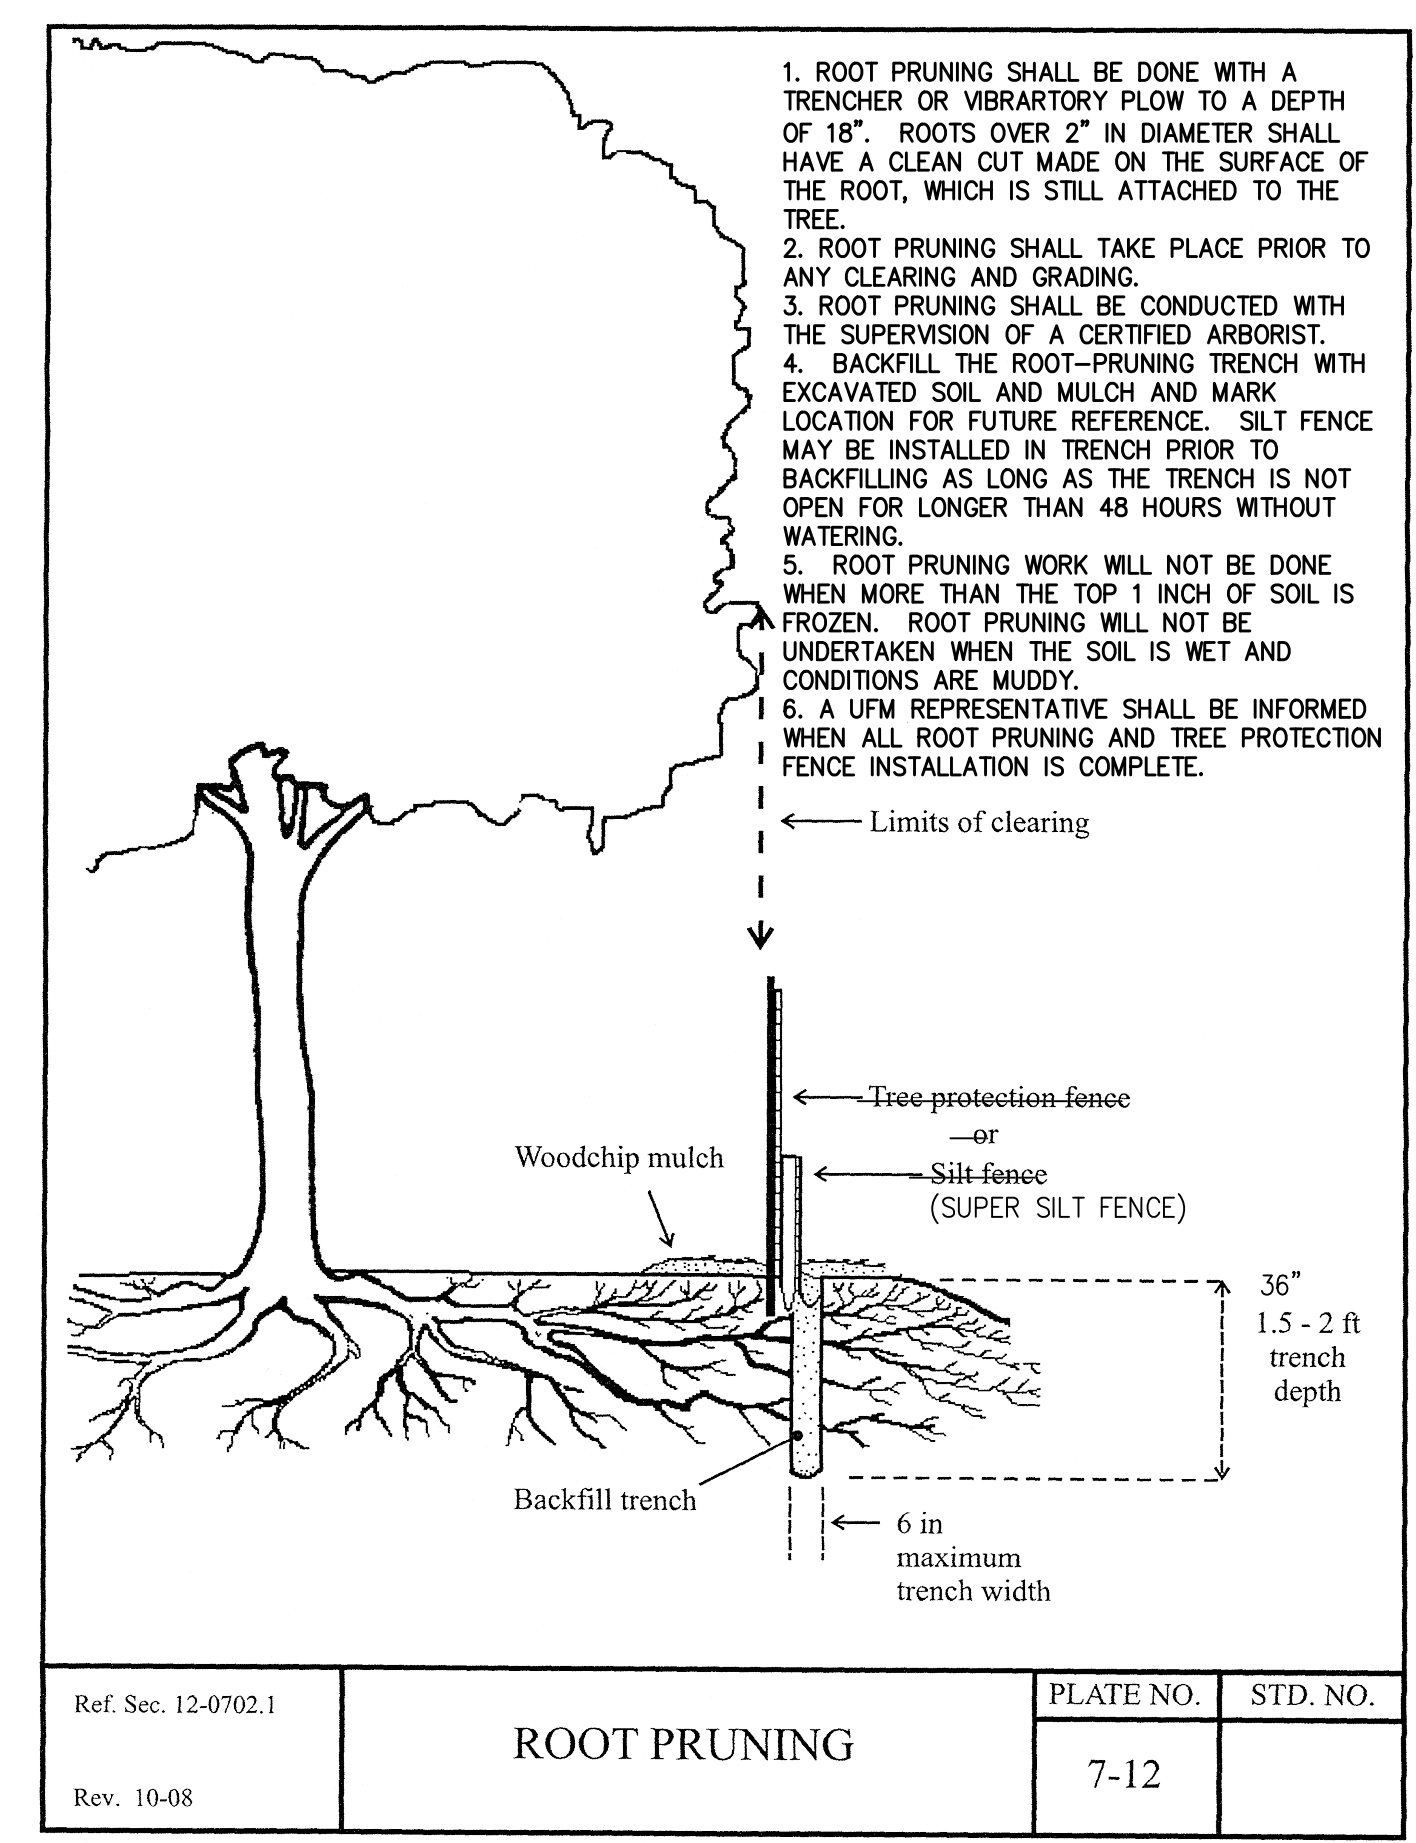 1. ROOT PRUNING SHALL BE DONE WITH A
TRENCHER OR VIBRARTORY PLOW TO A DEPTH
OF 18”. ROOTS OVER 2” IN DIAMETER SHALL
HAVE A CLEAN CUT MADE ON THE SURFACE OF
THE ROOT, WHICH IS STILL ATTACHED TO THE
TREE.
2. ROOT PRUNING SHALL TAKE PLACE PRIOR TO
ANY CLEARING AND GRADING.
3. ROOT PRUNING SHALL BE CONDUCTED WITH
THE SUPERVISION OF A CERTIFIED ARBORIST.
4. BACKFILL THE ROOT-PRUNING TRENCH WITH
EXCAVATED SOIL AND MULCH AND MARK
LOCATION FOR FUTURE REFERENCE. SILT FENCE
MAY BE INSTALLED IN TRENCH PRIOR TO
BACKFILLING AS LONG AS THE TRENCH IS NOT
OPEN FOR LONGER THAN 48 HOURS WITHOUT
WATERING.
5. ROOT PRUNING WORK WILL NOT BE DONE
WHEN MORE THAN THE TOP 1 INCH OF SOIL IS
FROZEN. ROOT PRUNING WILL NOT BE
UNDERTAKEN WHEN THE SOIL IS WET AND
CONDITIONS ARE MUDDY.
6. A UFM REPRESENTATIVE SHALL BE INFORMED
WHEN ALL ROOT PRUNING AND TREE PROTECTION
FENCE INSTALLATION IS COMPLETE.
Limits of clearing
Tree protection fence
or
Silt fence
(SUPER SILT FENCE)
Woodchip mulch
36”
1.5 - 2 ft
trench
depth
Backfill trench
6 in
maximum
trench width
Ref. Sec. 12-0702.1
Rev. 10-08
ROOT PRUNING
PLATE NO.
7-12
STD. NO.